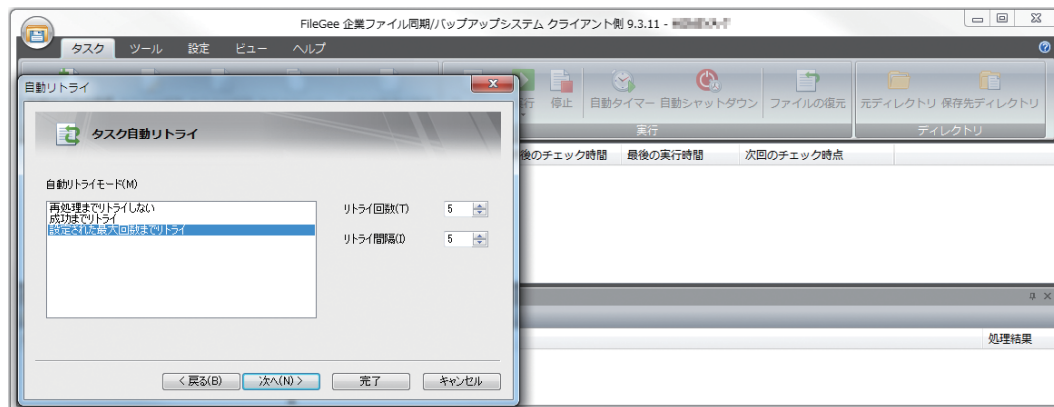 FileGee 企業ファイル同期/バップアップシステム クライアント側 9.3.11 -
タスク ツール 設定 ビュー ヘルプ
自動リトライ
行 停止 自動タイマー 自動シャットダウン ファイルの復元 元ディレクトリ 保存先ディレクトリ
実行 ディレクトリ
タスク自動リトライ
後のチェック時間 最後の実行時間 次回のチェック時点
自動リトライモード(M)
再処理までリトライしない
成功までリトライ
設定された最大回数までリトライ
リトライ回数(T) 5
リトライ間隔(I) 5
処理結果
< 戻る(B) 次へ(N) > 完了 キャンセル